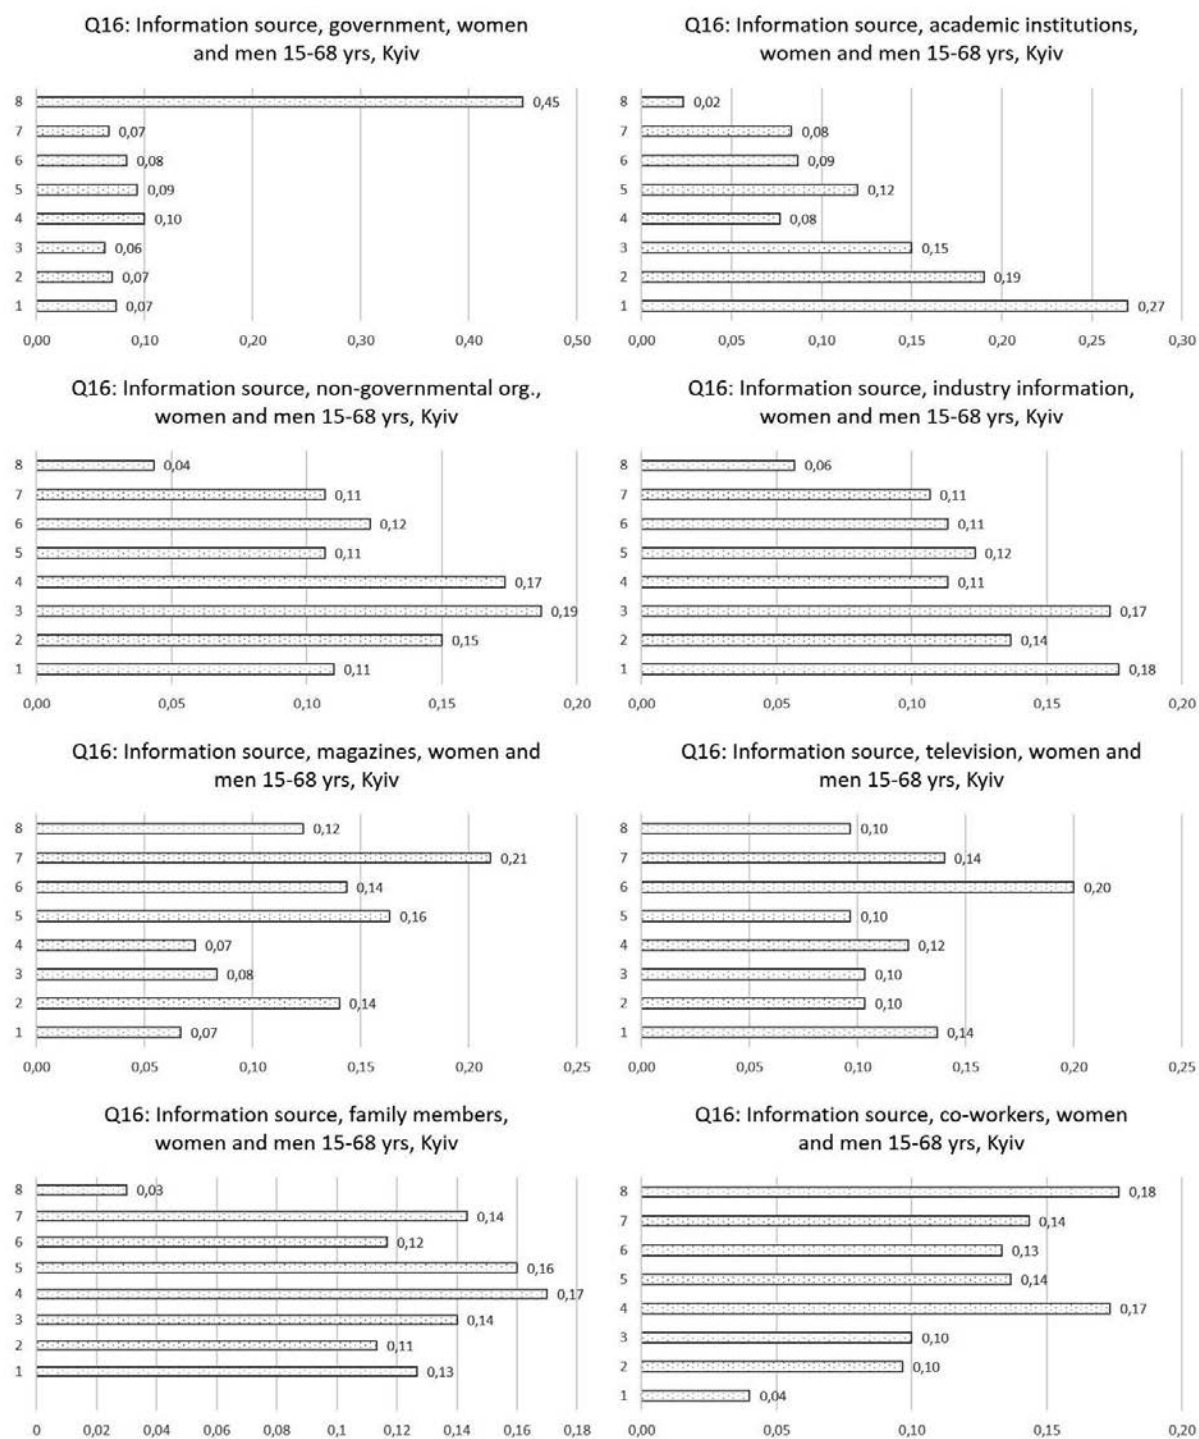 Q16: Information source, government, women
and men 15-68 yrs, Kyiv
8 0,45
7 0,07
6 0,08
5 0,09
4 0,10
3 0,06
2 0,07
1 0,07
0,00 0,10 0,20 0,30 0,40 0,50
Q16: Information source, academic institutions,
women and men 15-68 yrs, Kyiv
8 0,02
7 0,08
6 0,09
5 0,12
4 0,08
3 0,15
2 0,19
1 0,27
0,00 0,05 0,10 0,15 0,20 0,25 0,30
Q16: Information source, non-governmental org.,
women and men 15-68 yrs, Kyiv
8 0,04
7 0,11
6 0,12
5 0,11
4 0,17
3 0,19
2 0,15
1 0,11
0,00 0,05 0,10 0,15 0,20
Q16: Information source, industry information,
women and men 15-68 yrs, Kyiv
8 0,06
7 0,11
6 0,11
5 0,12
4 0,11
3 0,17
2 0,14
1 0,18
0,00 0,05 0,10 0,15 0,20
Q16: Information source, magazines, women and
men 15-68 yrs, Kyiv
8 0,12
7 0,21
6 0,14
5 0,16
4 0,07
3 0,08
2 0,14
1 0,07
0,00 0,05 0,10 0,15 0,20 0,25
Q16: Information source, television, women and
men 15-68 yrs, Kyiv
8 0,10
7 0,14
6 0,20
5 0,10
4 0,12
3 0,10
2 0,10
1 0,14
0,00 0,05 0,10 0,15 0,20 0,25
Q16: Information source, family members,
women and men 15-68 yrs, Kyiv
8 0,03
7 0,14
6 0,12
5 0,16
4 0,17
3 0,14
2 0,11
1 0,13
0 0,02 0,04 0,06 0,08 0,1 0,12 0,14 0,16 0,18
Q16: Information source, co-workers, women
and men 15-68 yrs, Kyiv
8 0,18
7 0,14
6 0,13
5 0,14
4 0,17
3 0,10
2 0,10
1 0,04
0,00 0,05 0,10 0,15 0,20